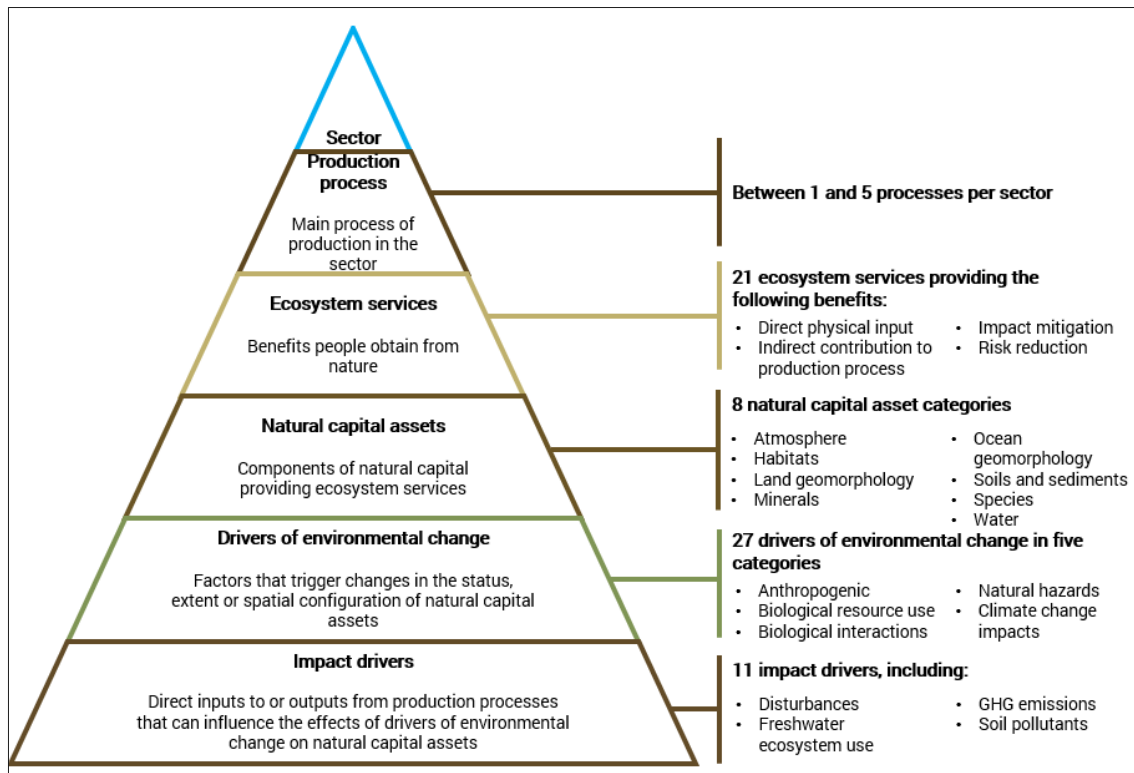 Sector
Production
process
Main process of
production in the
sector
Between 1 and 5 processes per sector
Ecosystem services
Benefits people obtain from
nature
21 ecosystem services providing the
following benefits:
• Direct physical input
• Indirect contribution to
production process
• Impact mitigation
• Risk reduction
Natural capital assets
Components of natural capital
providing ecosystem services
8 natural capital asset categories
• Atmosphere
• Habitats
• Land geomorphology
• Minerals
• Ocean
geomorphology
• Soils and sediments
• Species
• Water
Drivers of environmental change
Factors that trigger changes in the status,
extent or spatial configuration of natural capital
assets
27 drivers of environmental change in five
categories
• Anthropogenic
• Biological resource use
• Biological interactions
• Natural hazards
• Climate change
impacts
Impact drivers
Direct inputs to or outputs from production processes
that can influence the effects of drivers of environmental
change on natural capital assets
11 impact drivers, including:
• Disturbances
• Freshwater
ecosystem use
• GHG emissions
• Soil pollutants